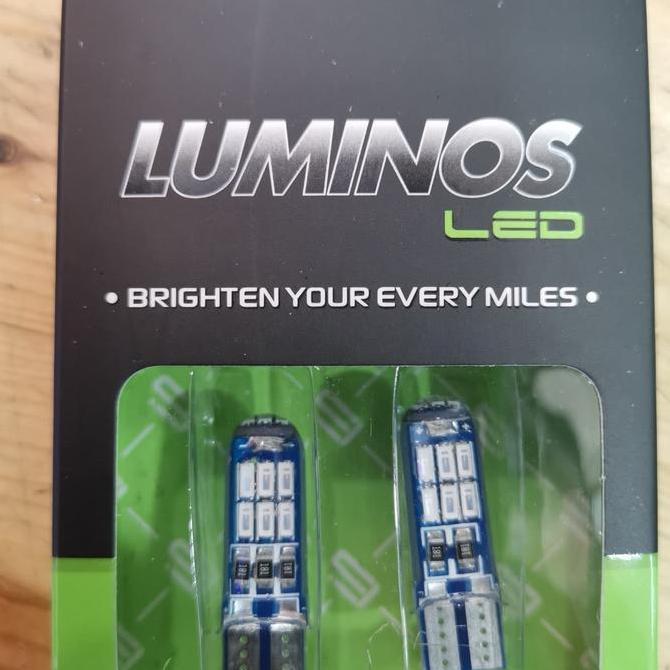 LUMINOS
LED
• BRIGHTEN YOUR EVERY MILES •